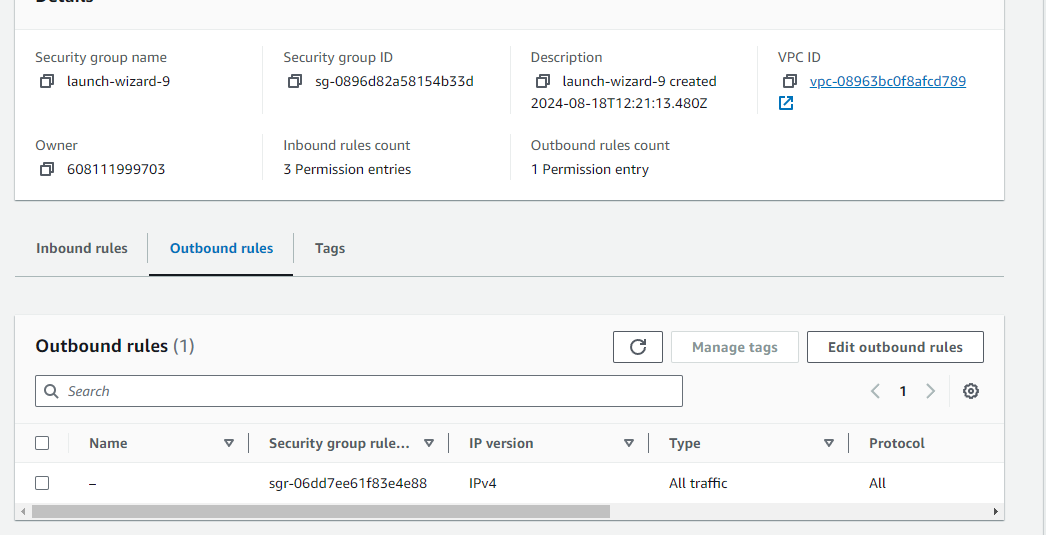 Details
Security group name
launch-wizard-9
Security group ID
sg-0896d82a58154b33d
Description
launch-wizard-9 created
2024-08-18T12:21:13.480Z
VPC ID
vpc-08963bc0f8afcd789
Owner
608111999703
Inbound rules count
3 Permission entries
Outbound rules count
1 Permission entry
Inbound rules
Outbound rules
Tags
Outbound rules (1)
Manage tags
Edit outbound rules
Search
1
Name
Security group rule...
IP version
Type
Protocol
–
sgr-06dd7ee61f83e4e88
IPv4
All traffic
All